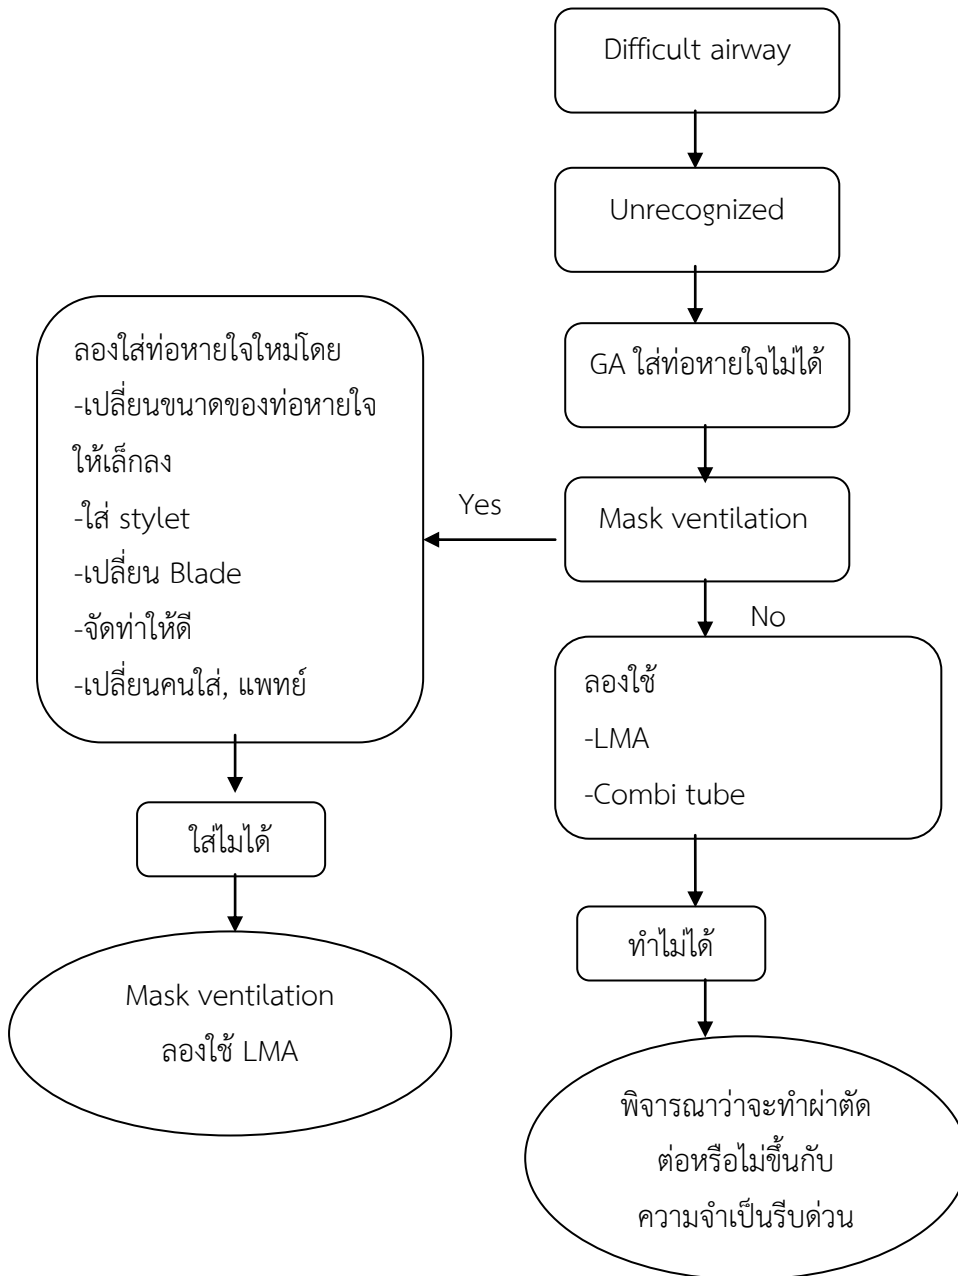 Difficult airway
Unrecognized
GA ใส่ท่อหายใจไม่ได้
Mask ventilation
Yes
No
ลองใส่ท่อหายใจใหม่โดย
-เปลี่ยนขนาดของท่อหายใจ
ให้เล็กลง
-ใส่ stylet
-เปลี่ยน Blade
-จัดท่าให้ดี
-เปลี่ยนคนใส่, แพทย์
ใส่ไมได้
Mask ventilation
ลองใช้ LMA
ลองใช้
-LMA
-Combi tube
ทำไม่ได้
พิจารณาว่าจะทำผ่าตัด
ต่อหรือไม่ขึ้นกับ
ความจำเป็นรีบด่วน